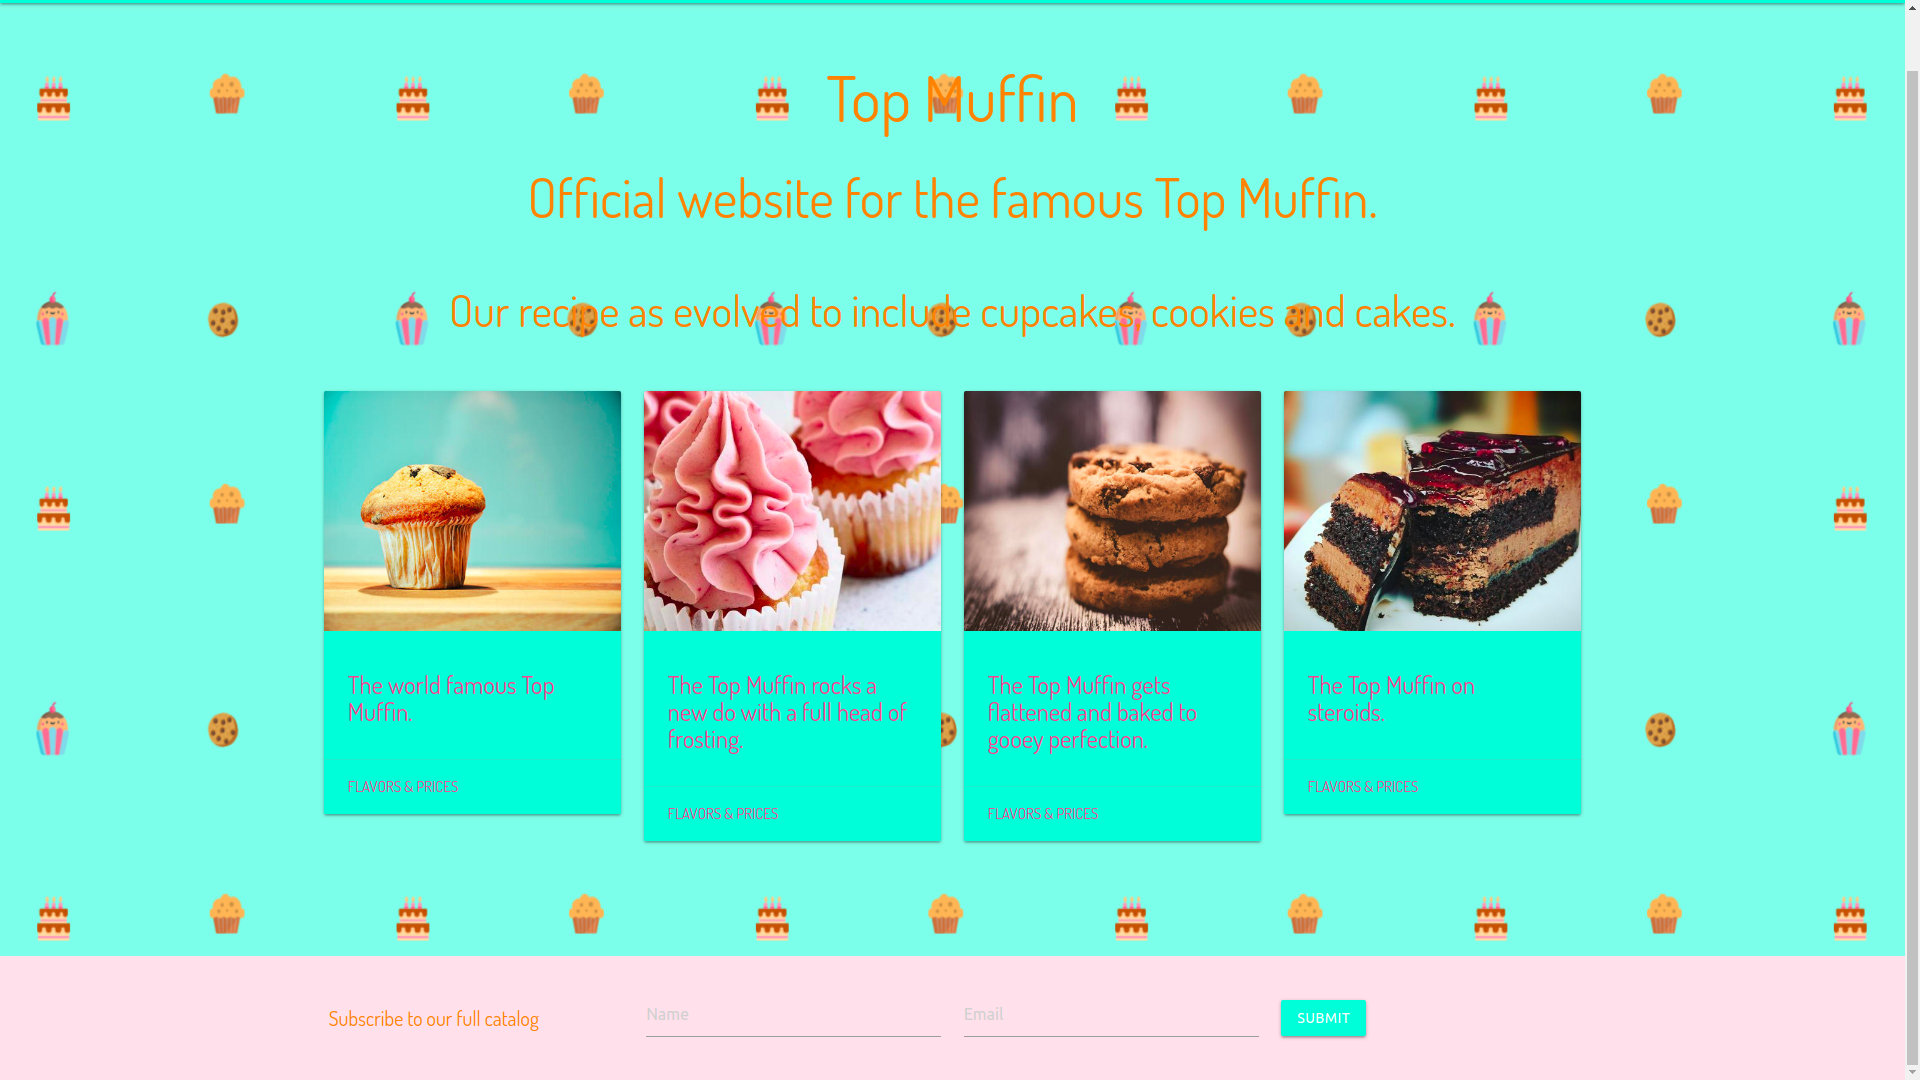 Top Muffin
Official website for the famous Top Muffin.
Our recipe as evolved to include cupcakes, cookies and cakes.
The world famous Top
Muffin.
FLAVORS & PRICES
The Top Muffin rocks a
new do with a full head of
frosting.
FLAVORS & PRICES
The Top Muffin gets
flattened and baked to
gooey perfection.
FLAVORS & PRICES
The Top Muffin on
steroids.
FLAVORS & PRICES
Subscribe to our full catalog
Name
Email
SUBMIT